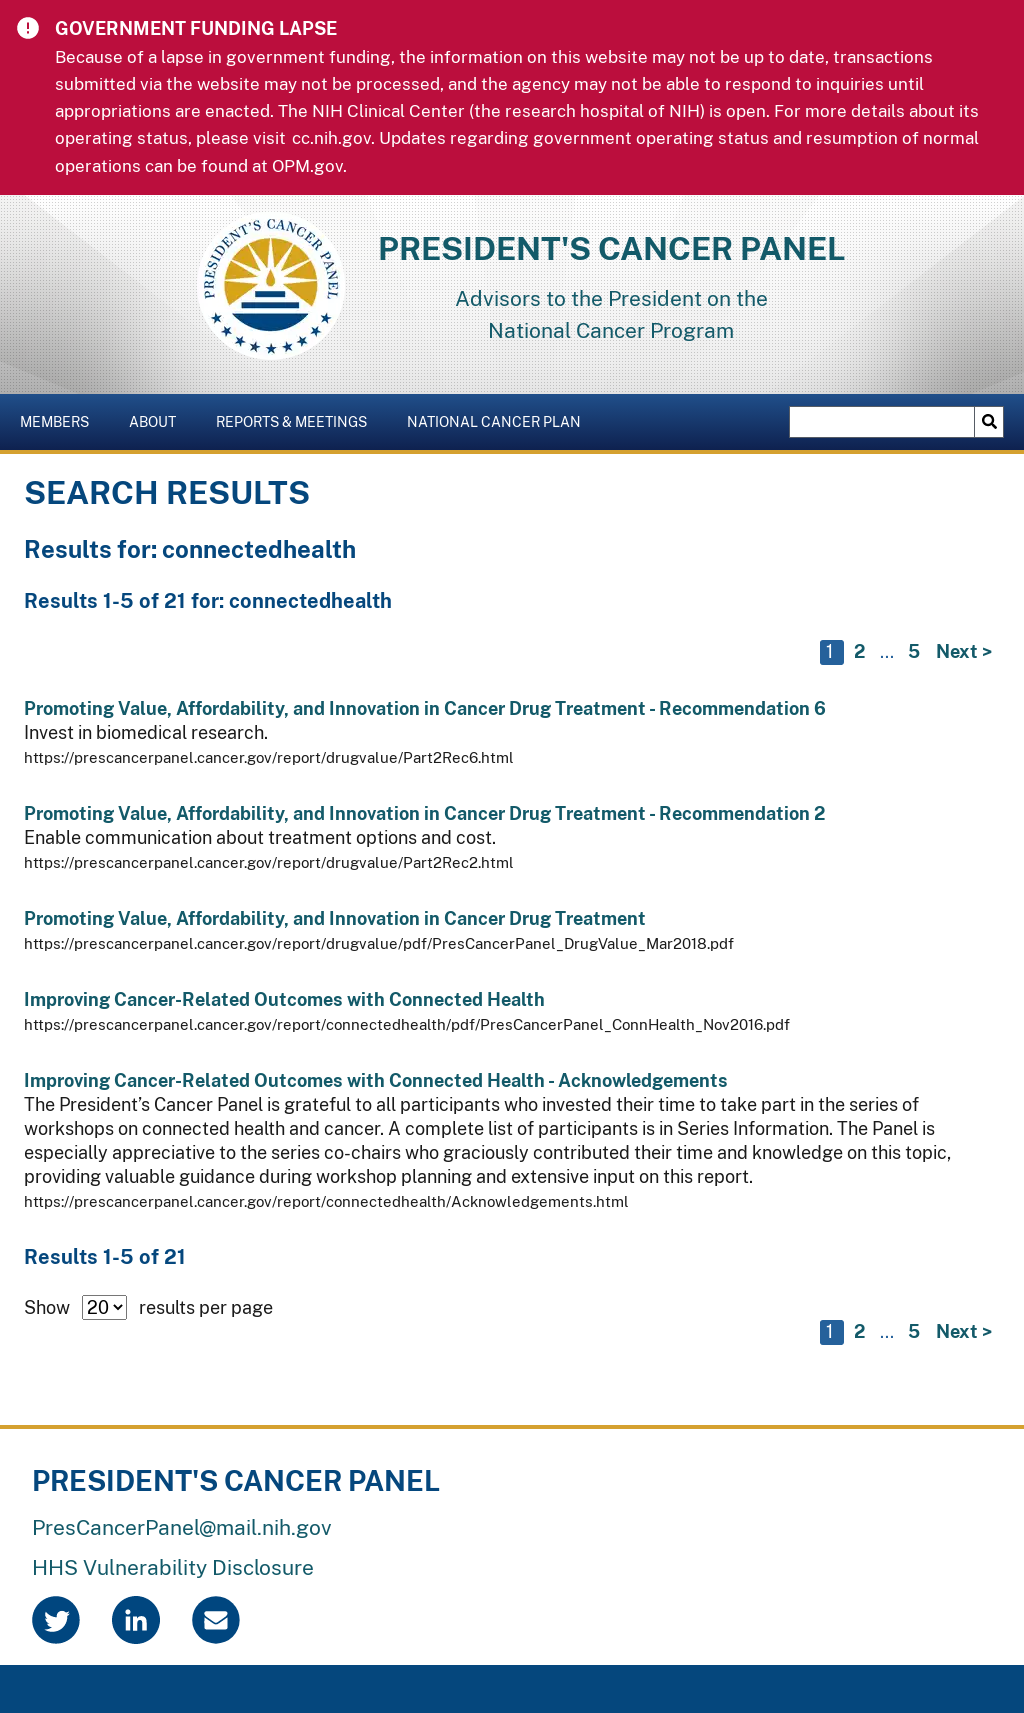 GOVERNMENT FUNDING LAPSE
Because of a lapse in government funding, the information on this website may not be up to date, transactions
submitted via the website may not be processed, and the agency may not be able to respond to inquiries until
appropriations are enacted. The NIH Clinical Center (the research hospital of NIH) is open. For more details about its
operating status, please visit cc.nih.gov. Updates regarding government operating status and resumption of normal
operations can be found at OPM.gov.
PRESIDENT'S CANCER PANEL
PRESIDENT'S CANCER PANEL
Advisors to the President on the
National Cancer Program
MEMBERS ABOUT REPORTS & MEETINGS NATIONAL CANCER PLAN
SEARCH RESULTS
Results for: connectedhealth
Results 1-5 of 21 for: connectedhealth
1 2 ... 5 Next >
Promoting Value, Affordability, and Innovation in Cancer Drug Treatment - Recommendation 6
Invest in biomedical research.
https://prescancerpanel.cancer.gov/report/drugvalue/Part2Rec6.html
Promoting Value, Affordability, and Innovation in Cancer Drug Treatment - Recommendation 2
Enable communication about treatment options and cost.
https://prescancerpanel.cancer.gov/report/drugvalue/Part2Rec2.html
Promoting Value, Affordability, and Innovation in Cancer Drug Treatment
https://prescancerpanel.cancer.gov/report/drugvalue/pdf/PresCancerPanel_DrugValue_Mar2018.pdf
Improving Cancer-Related Outcomes with Connected Health
https://prescancerpanel.cancer.gov/report/connectedhealth/pdf/PresCancerPanel_ConnHealth_Nov2016.pdf
Improving Cancer-Related Outcomes with Connected Health - Acknowledgements
The President’s Cancer Panel is grateful to all participants who invested their time to take part in the series of
workshops on connected health and cancer. A complete list of participants is in Series Information. The Panel is
especially appreciative to the series co-chairs who graciously contributed their time and knowledge on this topic,
providing valuable guidance during workshop planning and extensive input on this report.
https://prescancerpanel.cancer.gov/report/connectedhealth/Acknowledgements.html
Results 1-5 of 21
Show 20 results per page
1 2 ... 5 Next >
PRESIDENT'S CANCER PANEL
PresCancerPanel@mail.nih.gov
HHS Vulnerability Disclosure